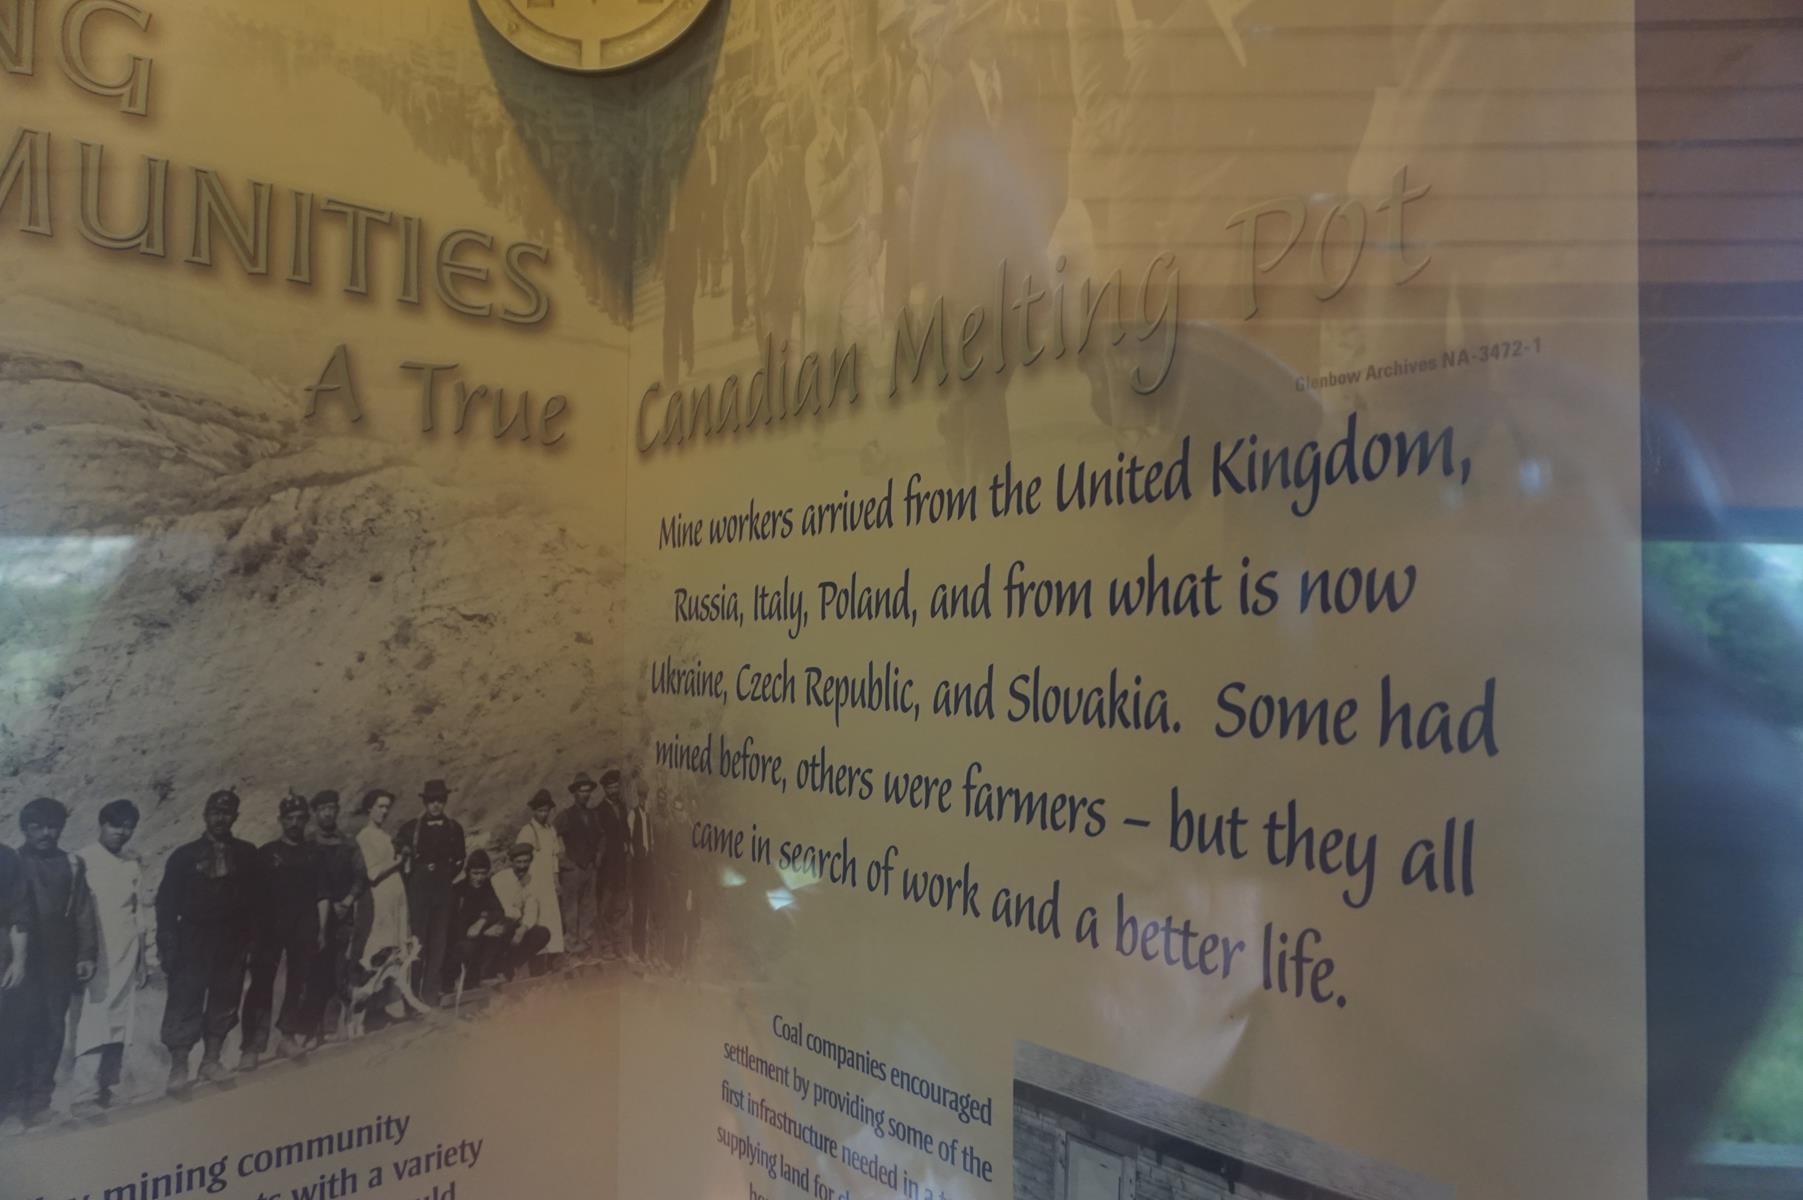 NG
MUNITIES
A True Canadian Melting Pot
Glenbow Archives NA-3472-1
Mine workers arrived from the United Kingdom,
Russia, Italy, Poland, and from what is now
Ukraine, Czech Republic, and Slovakia. Some had
mined before, others were farmers – but they all
came in search of work and a better life.
mining community
with a variety
Coal companies encouraged
settlement by providing some of the
first infrastructure needed in a
supplying land for